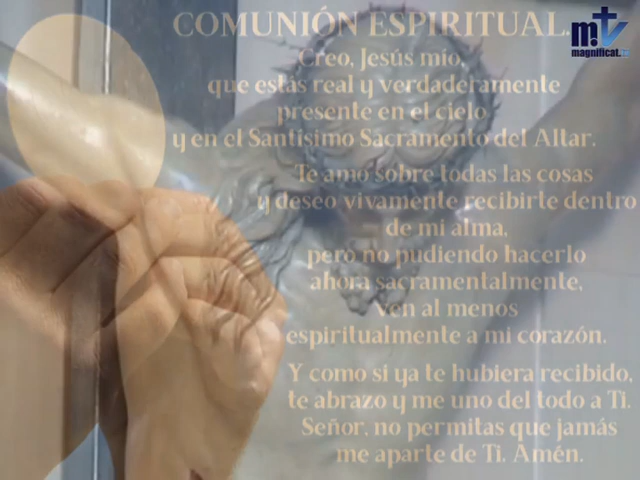 COMUNIÓN ESPIRITUAL.
Creo, Jesús mío,
que estás real y verdaderamente
presente en el cielo
y en el Santísimo Sacramento del Altar.
Te amo sobre todas las cosas
y deseo vivamente recibirte dentro
de mi alma,
pero no pudiendo hacerlo
ahora sacramentalmente,
ven al menos
espiritualmente a mi corazón.
Y como si ya te hubiera recibido,
te abrazo y me uno del todo a Ti.
Señor, no permitas que jamás
me aparte de Ti. Amén.
magnificat.tv